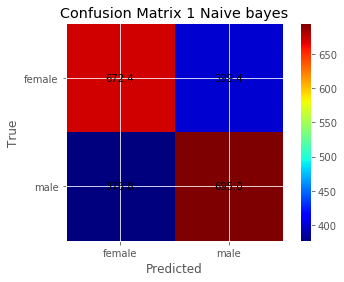 Confusion Matrix 1 Naive bayes
650
600
550
500
450
400
female
male
True
672.4
female
male
Predicted